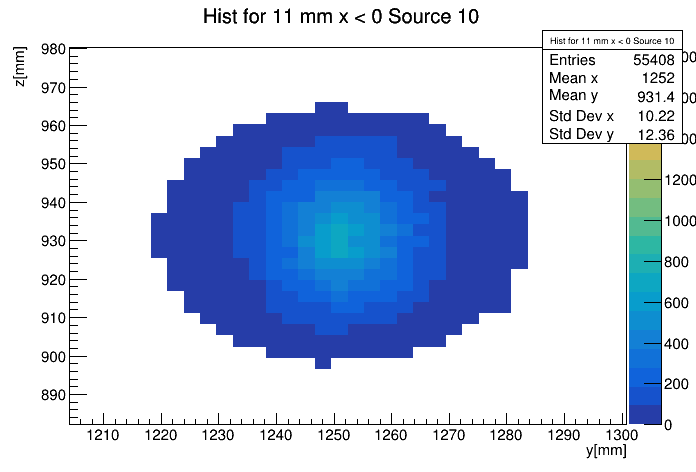 Hist for 11 mm x < 0 Source 10
Hist for 11 mm x < 0 Source 10
Entries 55408
Mean x 1252
Mean y 931.4
Std Dev x 10.22
Std Dev y 12.36
z[mm]
980
970
960
950
940
930
920
910
900
890
1210 1220 1230 1240 1250 1260 1270 1280 1290 1300
y[mm]
1200
1000
800
600
400
200
0